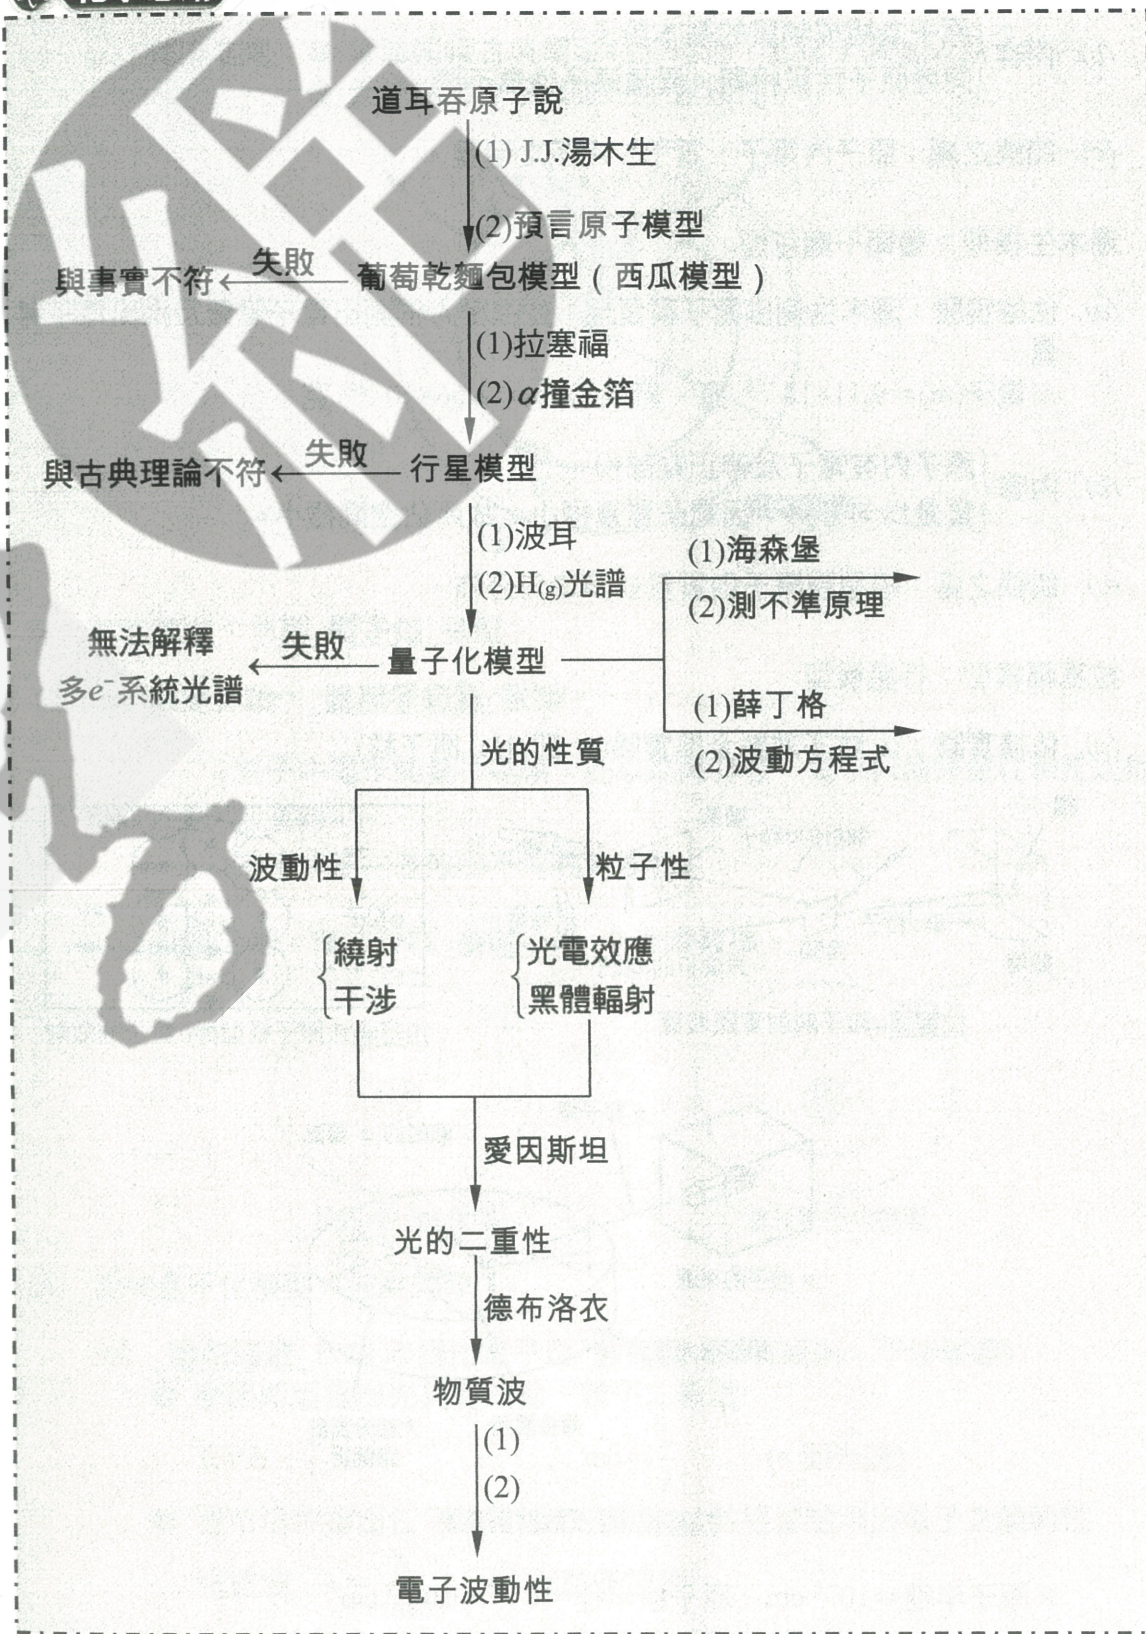 道耳吞原子說
(1) J.J.湯木生
(2)預言原子模型
與事實不符
失敗
葡萄乾麵包模型（西瓜模型）
(1)拉塞福
(2)α撞金箔
與古典理論不符
失敗
行星模型
(1)波耳
(2)H(g)光譜
(1)海森堡
(2)測不準原理
無法解釋
多e⁻系統光譜
失敗
量子化模型
(1)薛丁格
(2)波動方程式
光的性質
波動性
粒子性
繞射
干涉
光電效應
黑體輻射
愛因斯坦
光的二重性
德布洛衣
物質波
(1)
(2)
電子波動性